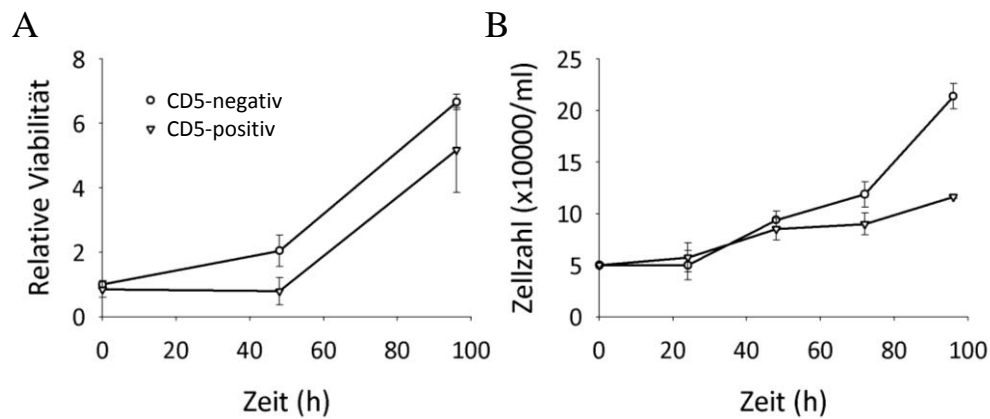 A
B
Relative Viabilität
8
6
4
2
0
CD5-negativ
CD5-positiv
0 20 40 60 80 100
Zeit (h)
Zellzahl (x10000/ml)
25
20
15
10
5
0
0 20 40 60 80 100
Zeit (h)